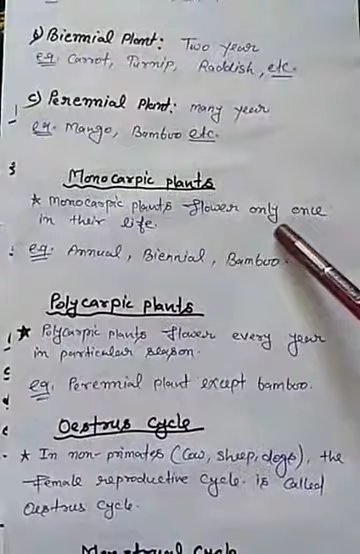 b) Biennial Plant: Two year
eg. Carrot, Turnip, Raddish, etc.
c) Perennial Plant: many year
eg. Mango, Bamboo etc.
Monocarpic plants
* Monocarpic plants flower only once
in their life.
eg. Annual, Biennial, Bamboo.
Polycarpic plants
* Polycarpic plants flower every year
in particular season.
eg. Perennial plant except bamboo.
Oestrus Cycle
* In non-primates (Cow, sheep, dogs), the
Female reproductive cycle is called
Oestrus cycle.
Menstrual Cycle